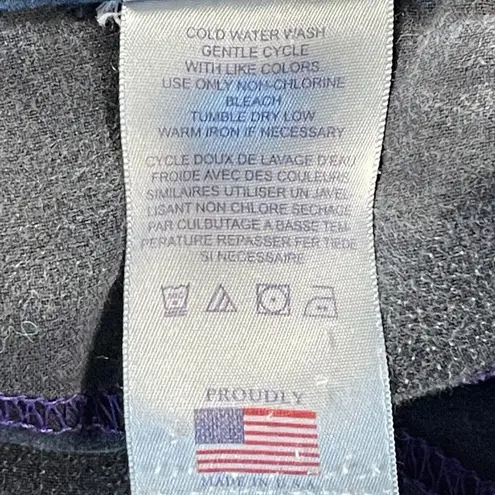 COLD WATER WASH
GENTLE CYCLE
WITH LIKE COLORS
USE ONLY NON-CHLORINE
BLEACH
TUMBLE DRY LOW
WARM IRON IF NECESSARY
CYCLE DOUX DE LAVAGE D'EAU
FROIDE AVEC DES COULEURS
SIMILAIRES UTILISER UN JAVEL
LISANT NON CHLORE SECHAGE
PAR CULBUTAGE A BASSE TEM-
PERATURE REPASSER FER TIEDE
SI NECESSAIRE
PROUDLY
MADE IN U.S.A.